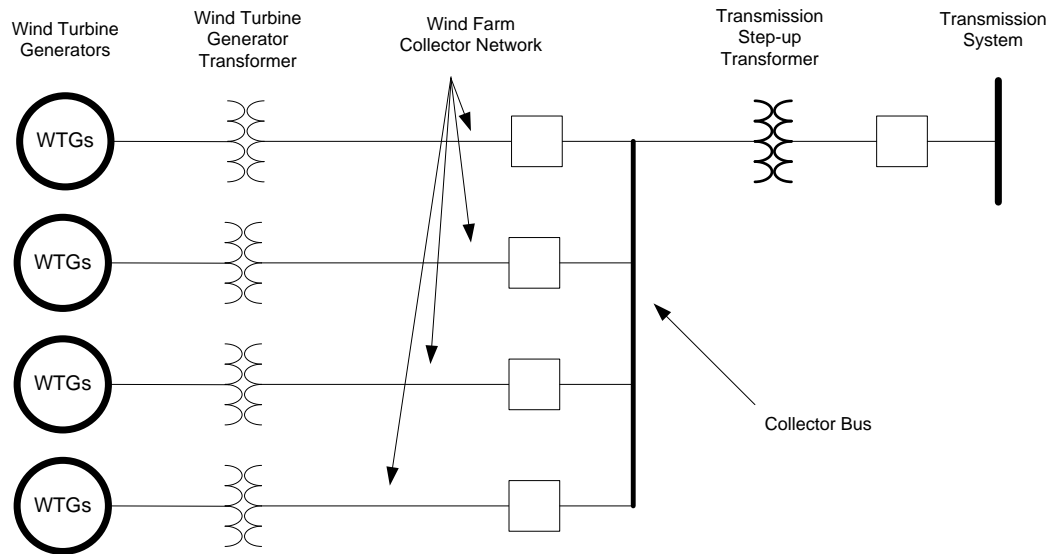 Wind Turbine
Generators
Wind Turbine
Generator
Transformer
Wind Farm
Collector Network
Transmission
Step-up
Transformer
Transmission
System
WTGs
WTGs
WTGs
WTGs
Collector Bus